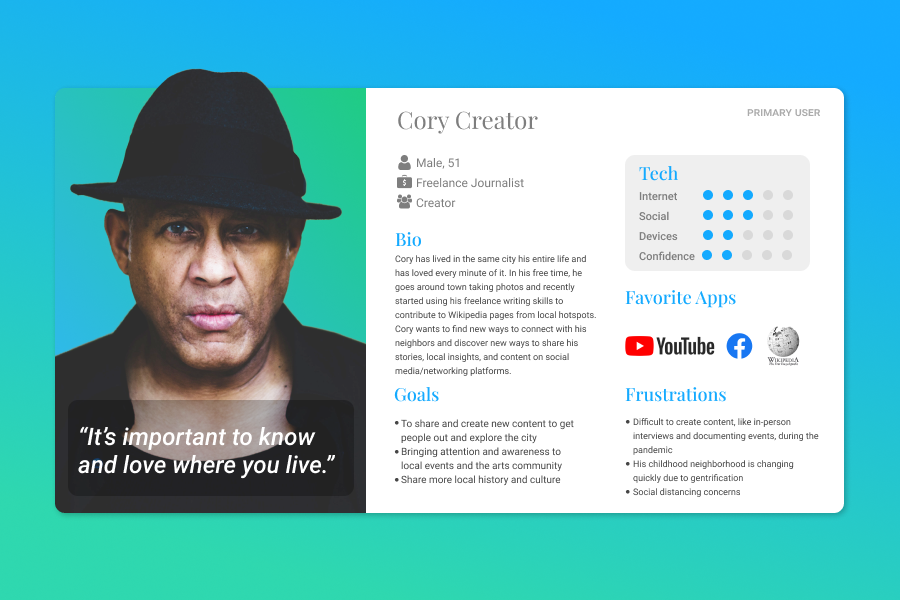 Cory Creator
PRIMARY USER
Male, 51
Freelance Journalist
Creator
Bio
Cory has lived in the same city his entire life and
has loved every minute of it. In his free time, he
goes around town taking photos and recently
started using his freelance writing skills to
contribute to Wikipedia pages from local hotspots.
Cory wants to find new ways to connect with his
neighbors and discover new ways to share his
stories, local insights, and content on social
media/networking platforms.
Goals
• To share and create new content to get
people out and explore the city
• Bringing attention and awareness to
local events and the arts community
• Share more local history and culture
Tech
Internet
Social
Devices
Confidence
Favorite Apps
YouTube
WIKIPEDIA
The Free Encyclopedia
Frustrations
• Difficult to create content, like in-person
interviews and documenting events, during the
pandemic
• His childhood neighborhood is changing
quickly due to gentrification
• Social distancing concerns
“It’s important to know
and love where you live.”